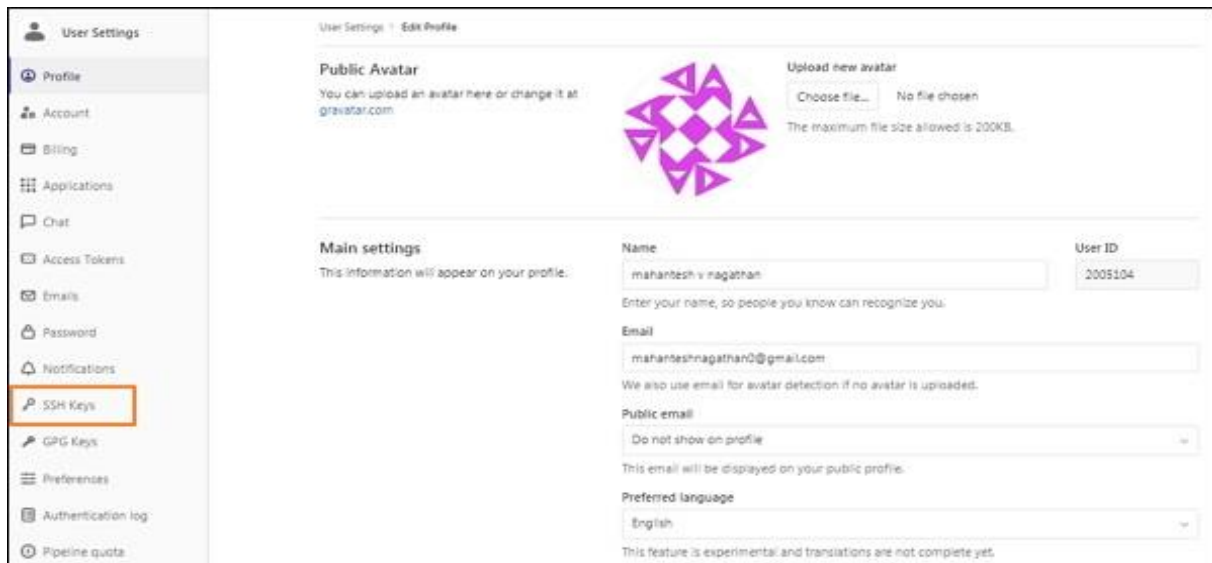 User Settings
Profile
Account
Billing
Applications
Chat
Access Tokens
Emails
Password
Notifications
SSH Keys
GPG Keys
Preferences
Authentication log
Pipeline quota
User Settings › Edit Profile
Public Avatar
You can upload an avatar here or change it at
gravatar.com
Upload new avatar
Choose file... No file chosen
The maximum file size allowed is 200KB.
Main settings
This information will appear on your profile.
Name
mahantesh v nagathan
Enter your name, so people you know can recognize you.
User ID
2005104
Email
mahanteshnagathan0@gmail.com
We also use email for avatar detection if no avatar is uploaded.
Public email
Do not show on profile
This email will be displayed on your public profile.
Preferred language
English
This feature is experimental and translations are not complete yet.